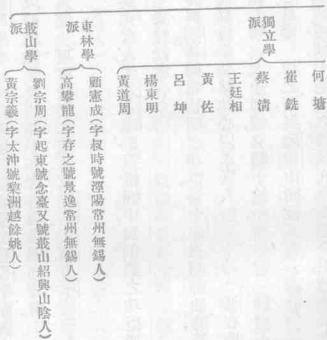 獨立學派
何瑭
崔銑
蔡清
王廷相
黃佐
呂坤
楊東明
黃道周
東林學派
顧憲成(字叔時號涇陽常州無錫人)
高攀龍(字存之號景逸常州無錫人)
蕺山學派
劉宗周(字起東號念臺又號蕺山紹興山陰人)
黃宗羲(字太沖號黎洲越餘姚人)